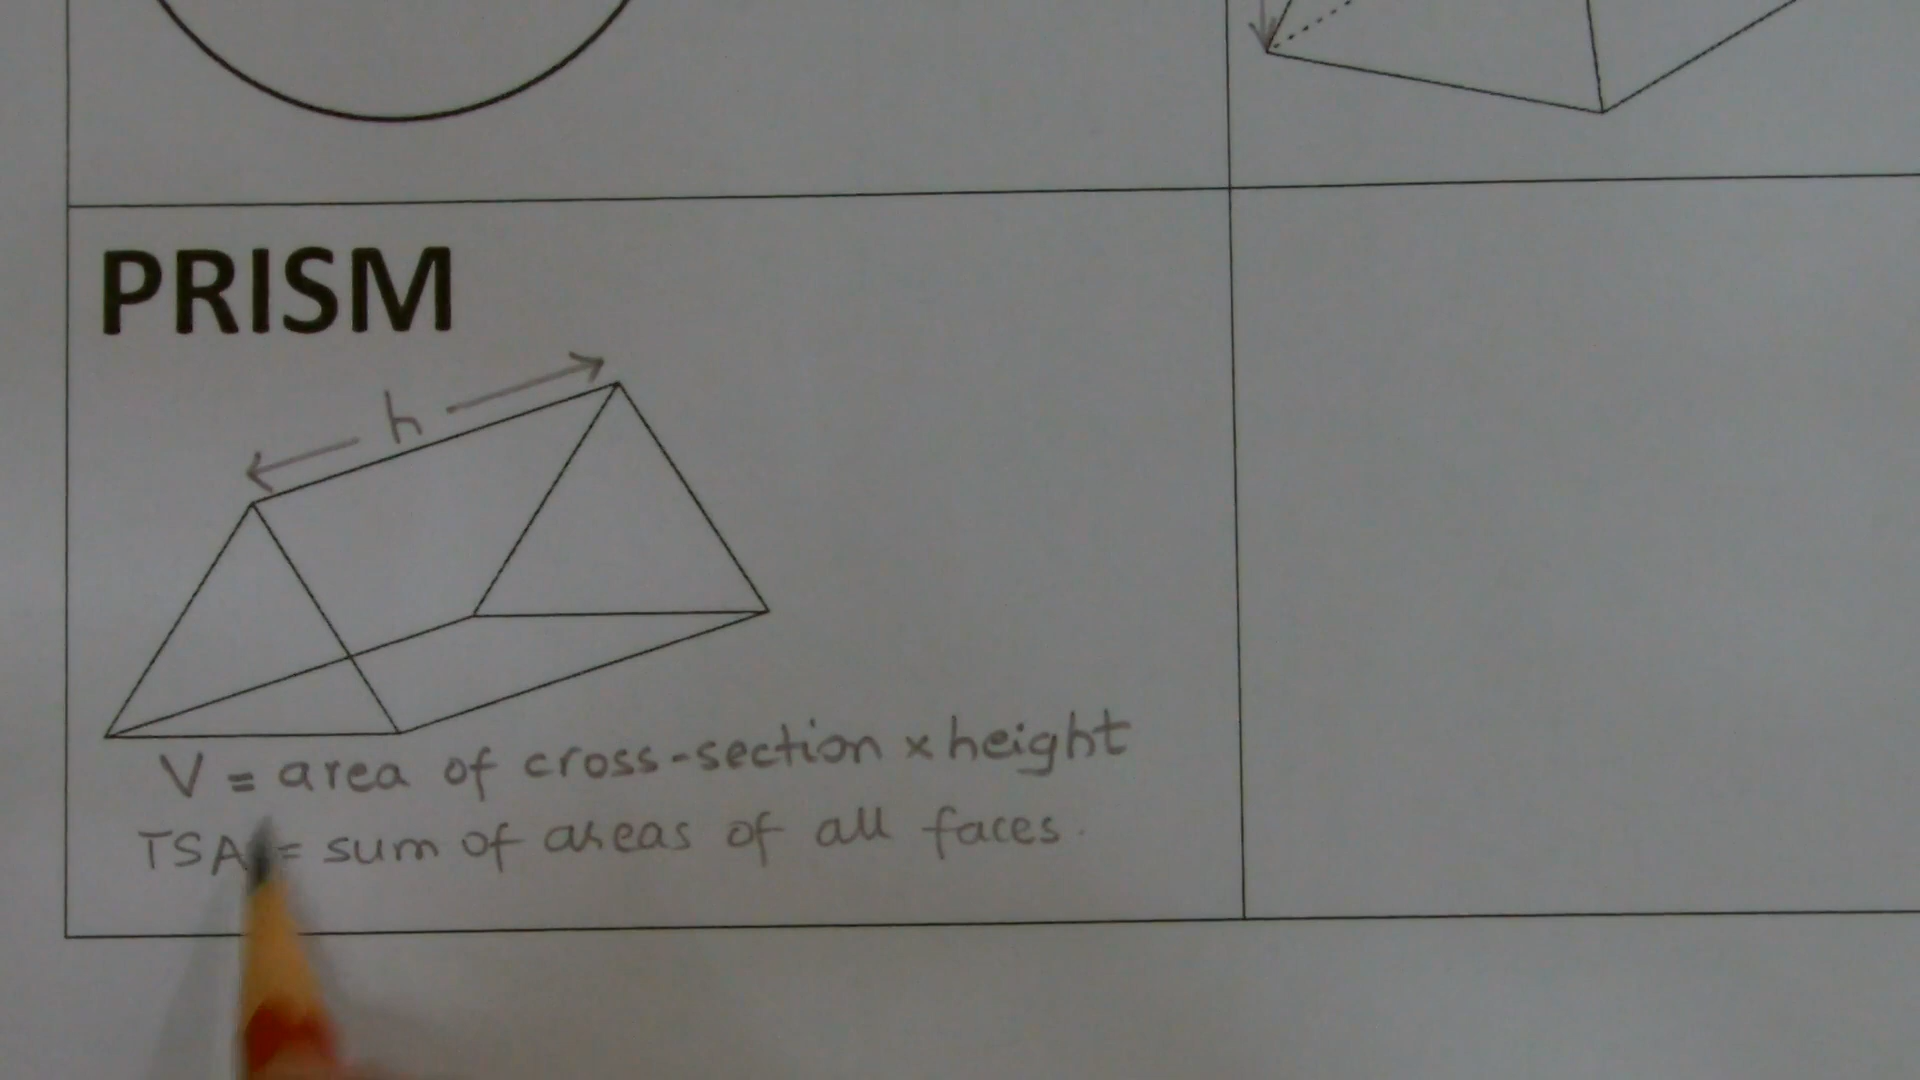 PRISM
h
V = area of cross-section × height
TSA = sum of areas of all faces.